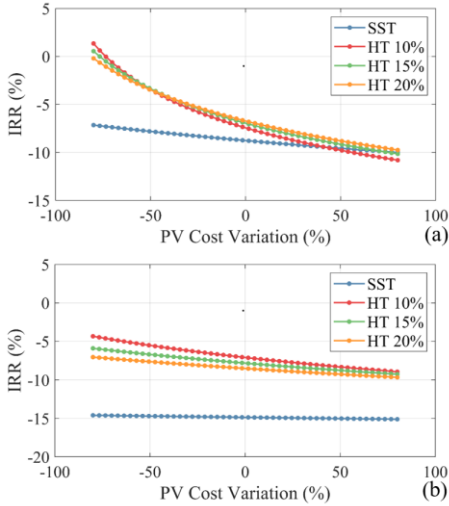 5
0
-5
-10
-15
IRR (%)
SST
HT 10%
HT 15%
HT 20%
-100
-50
0
50
100
PV Cost Variation (%)
(a)
5
0
-5
-10
-15
-20
IRR (%)
SST
HT 10%
HT 15%
HT 20%
-100
-50
0
50
100
PV Cost Variation (%)
(b)